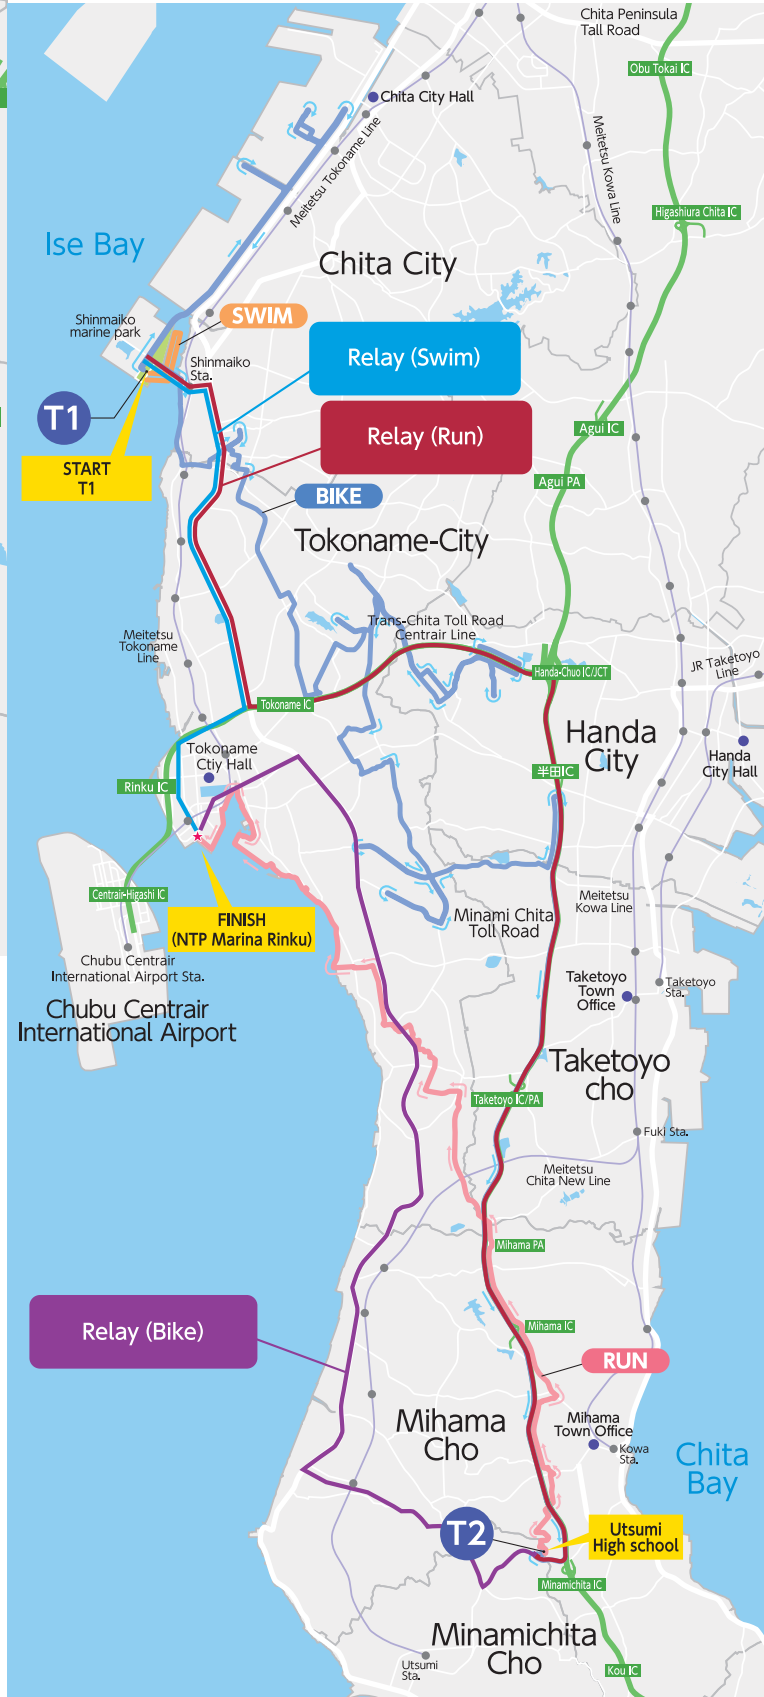 Chita Peninsula
Tall Road
Obu Tokai IC
Chita City Hall
Meitetsu Tokoname Line
Meitetsu Kowa Line
Higashiura Chita IC
Ise Bay
Chita City
Shinmaiko
marine park
SWIM
Shinmaiko
Sta.
Relay (Swim)
T1
Relay (Run)
Agui IC
START
T1
Agui PA
BIKE
Tokoname-City
Trans-Chita Toll Road
Centrair Line
Meitetsu
Tokoname
Line
JR Taketoyo
Line
Handa-Chuo IC/JCT
Tokoname IC
Handa
City
Tokoname
Ctiy Hall
Handa
City Hall
半田IC
Rinku IC
Centrair-Higashi IC
Meitetsu
Kowa Line
FINISH
(NTP Marina Rinku)
Minami Chita
Toll Road
Chubu Centrair
International Airport Sta.
Taketoyo
Town
Office
Taketoyo
Sta.
Chubu Centrair
International Airport
Taketoyo
cho
Taketoyo IC/PA
Fuki Sta.
Meitetsu
Chita New Line
Mihama PA
Relay (Bike)
Mihama IC
RUN
Mihama
Cho
Mihama
Town Office
Kowa
Sta.
Chita
Bay
T2
Utsumi
High school
Minamichita IC
Minamichita
Cho
Utsumi
Sta.
Kou IC